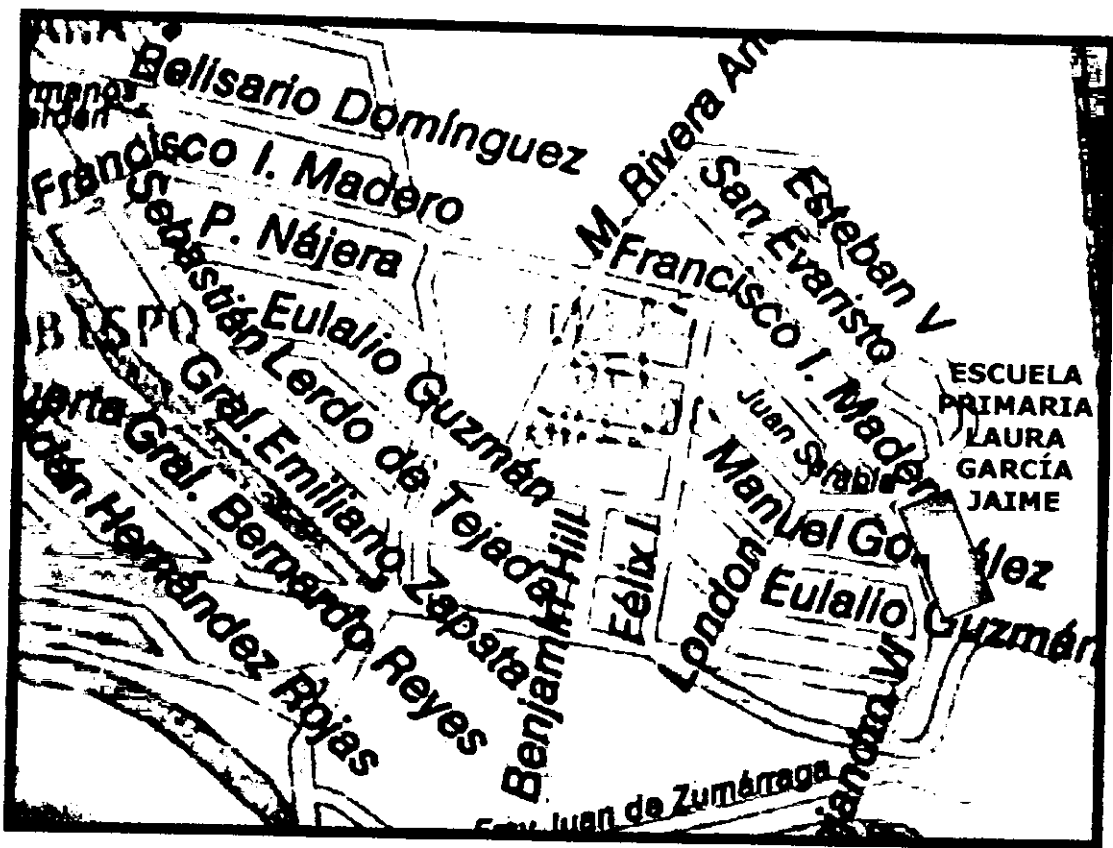 Belisario Domínguez
Francisco I. Madero
P. Nájera
Sebastián Lerdo de Tejada
Eulalio Guzmán
Gral. Emiliano Zapata
Gral. Bernardo Reyes
Hernández Rojas
M. Rivera
San Evaristo
Esteban V
Francisco I. Madero
Juan Sarabia
Manuel González
Eulalio Guzmán
ESCUELA
PRIMARIA
LAURA
GARCÍA
JAIME
Benjamín Hill
Félix
London
Juan de Zumárraga